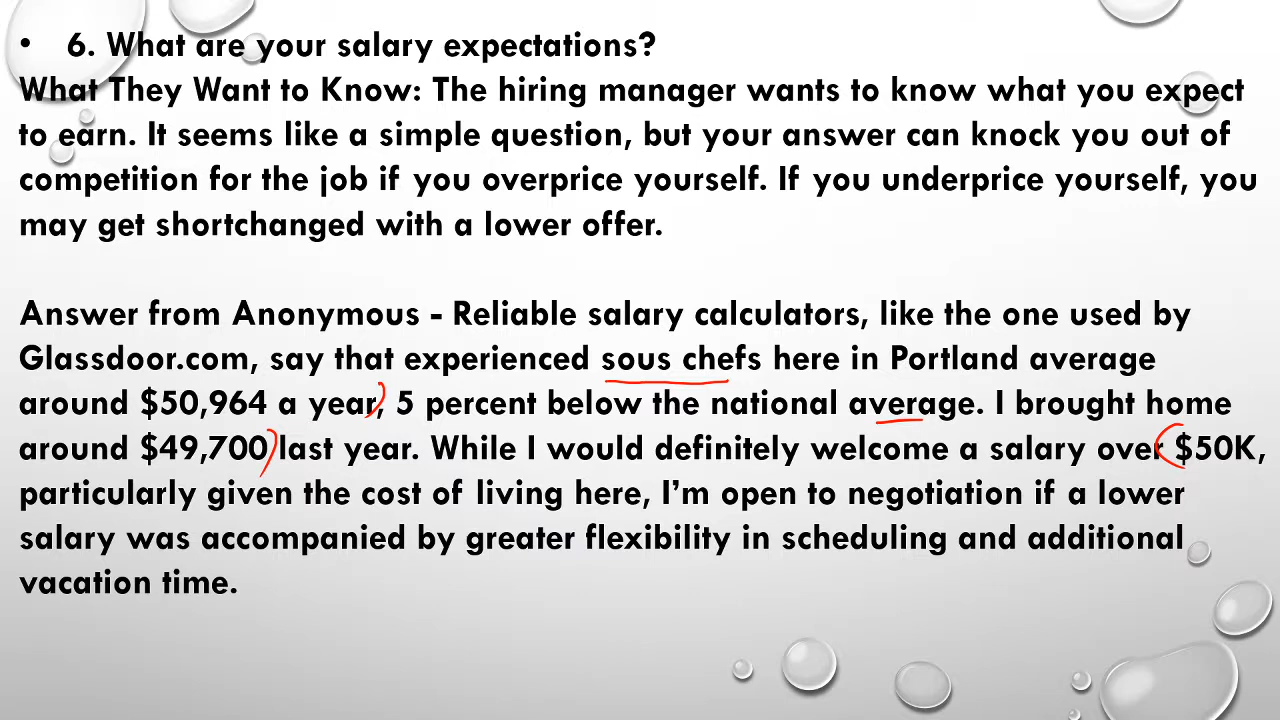 • 6. What are your salary expectations?
What They Want to Know: The hiring manager wants to know what you expect
to earn. It seems like a simple question, but your answer can knock you out of
competition for the job if you overprice yourself. If you underprice yourself, you
may get shortchanged with a lower offer.
Answer from Anonymous - Reliable salary calculators, like the one used by
Glassdoor.com, say that experienced sous chefs here in Portland average
around $50,964 a year, 5 percent below the national average. I brought home
around $49,700 last year. While I would definitely welcome a salary over $50K,
particularly given the cost of living here, I’m open to negotiation if a lower
salary was accompanied by greater flexibility in scheduling and additional
vacation time.